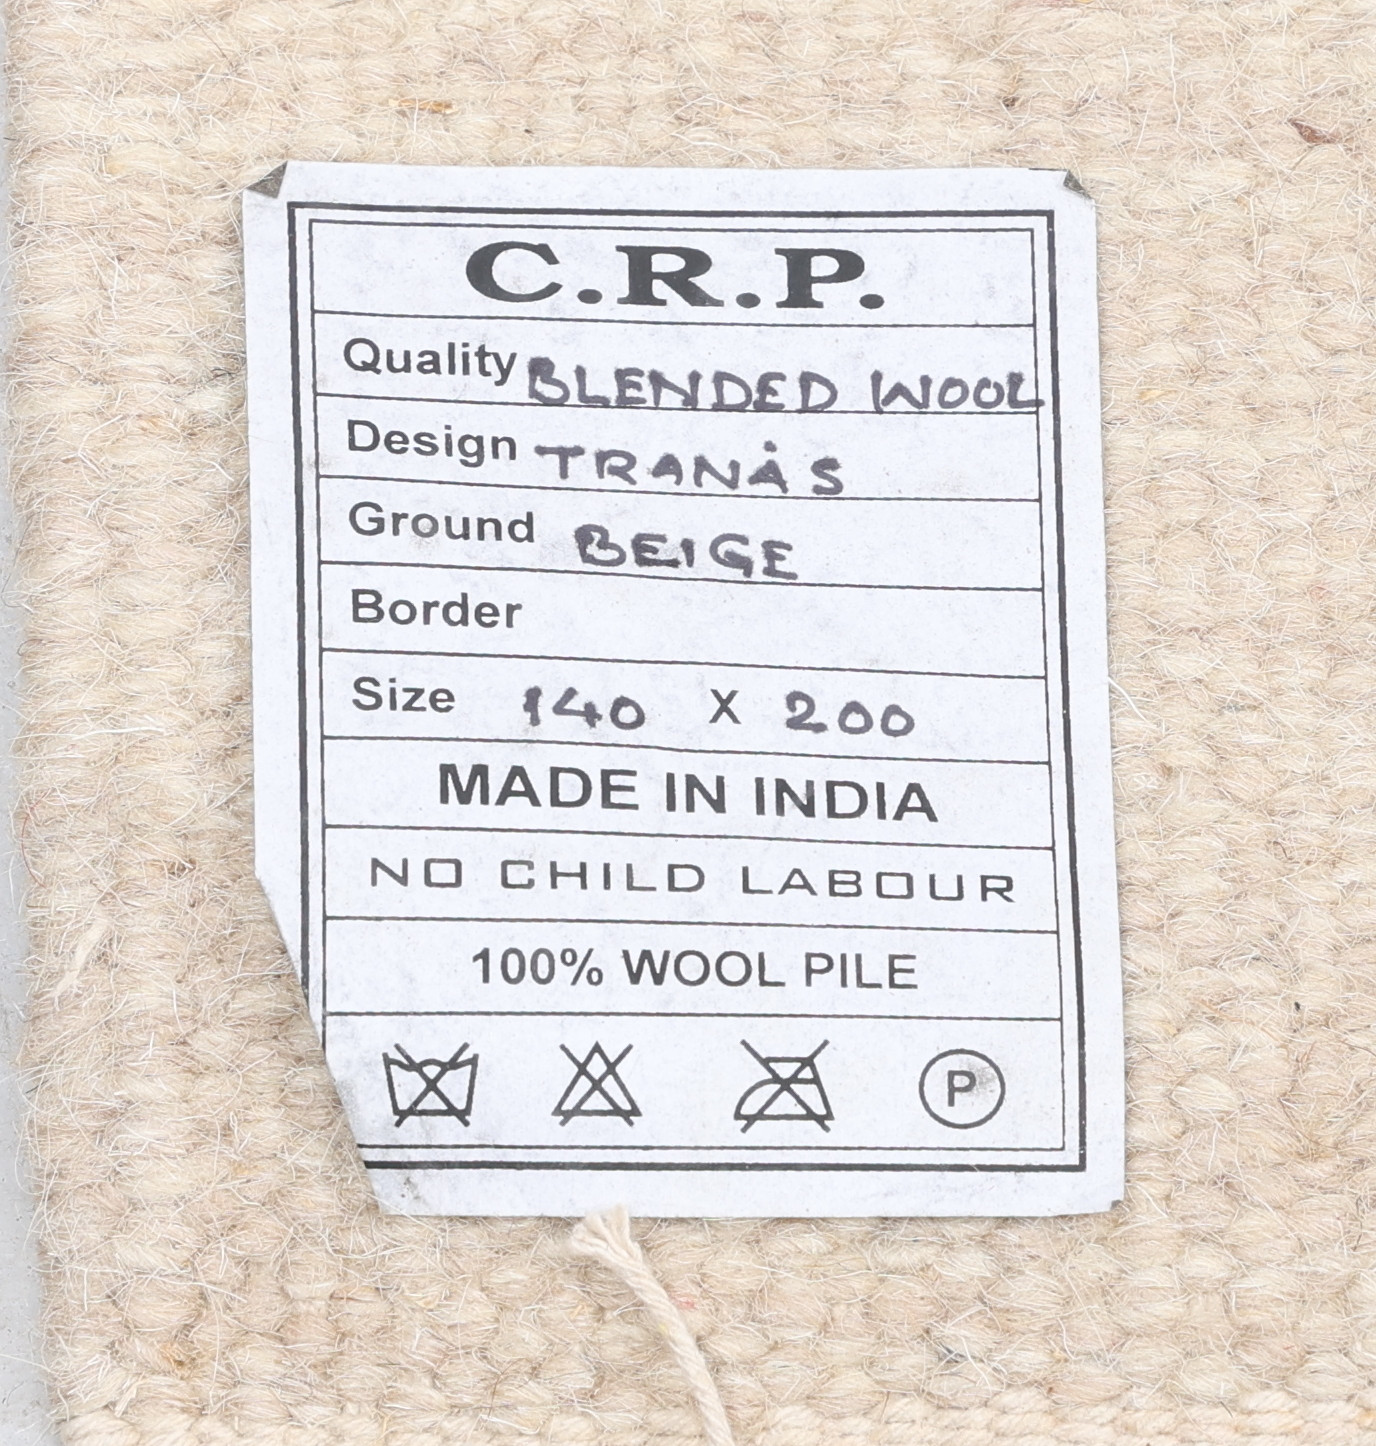 C.R.P.
Quality BLENDED WOOL
Design TRANÅS
Ground BEIGE
Border
Size 140 X 200
MADE IN INDIA
NO CHILD LABOUR
100% WOOL PILE
P